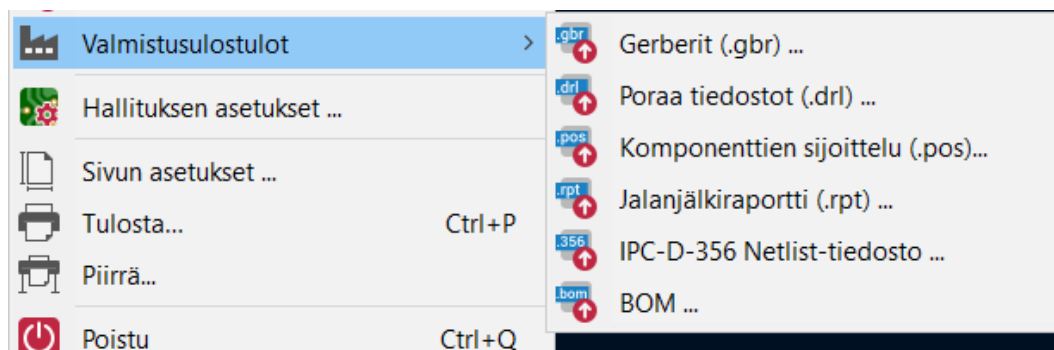 Valmistusulostulot
Hallituksen asetukset ...
Sivun asetukset ...
Tulosta... Ctrl+P
Piirrä...
Poistu Ctrl+Q
.gbr Gerberit (.gbr) ...
.drl Poraa tiedostot (.drl) ...
.pos Komponenttien sijoittelu (.pos)...
.rpt Jalanjälkiraportti (.rpt) ...
.356 IPC-D-356 Netlist-tiedosto ...
.bom BOM ...